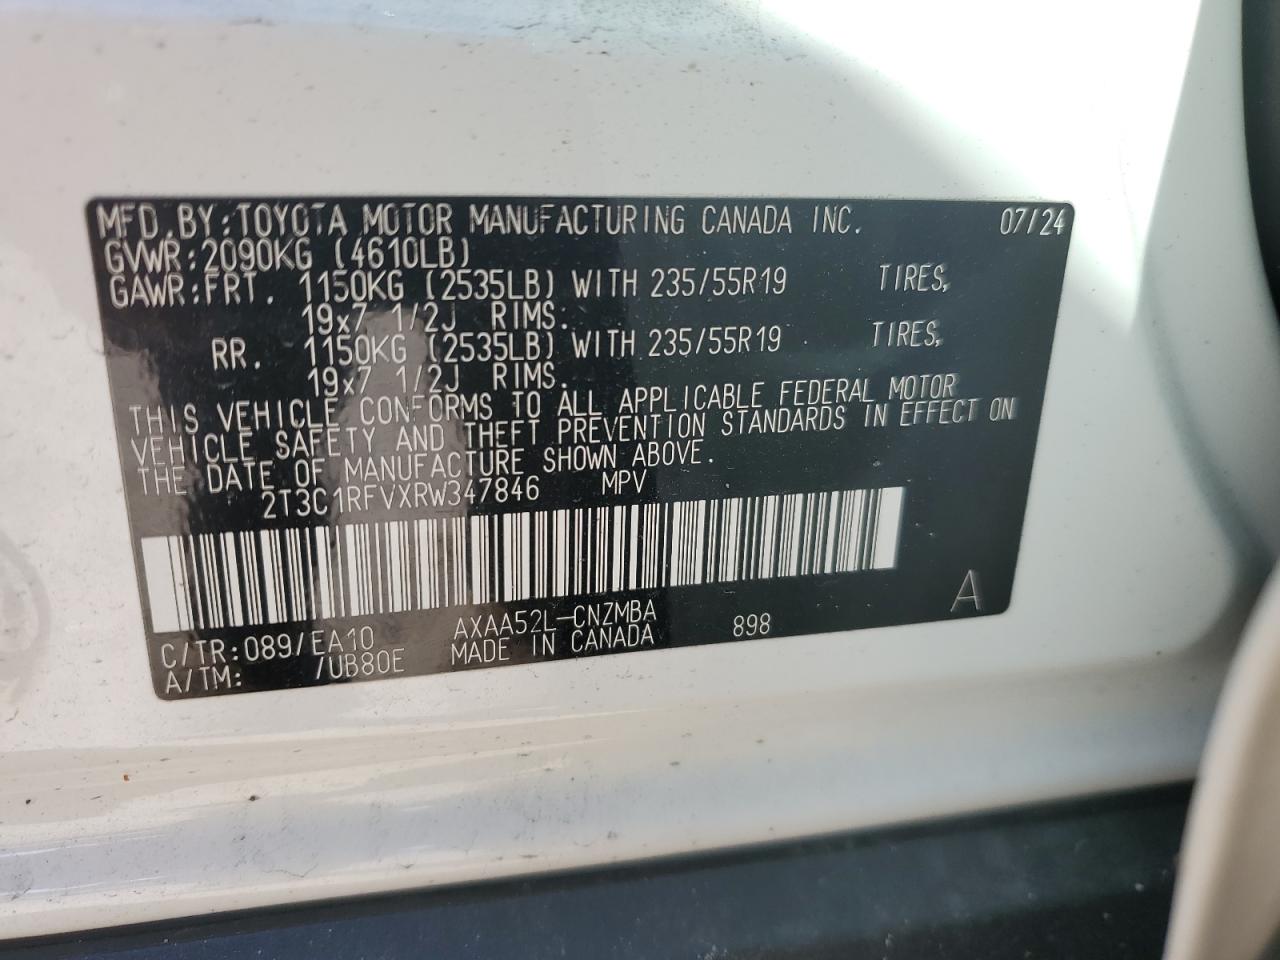 MFD.BY:TOYOTA MOTOR MANUFACTURING CANADA INC. 07/24
GVWR:2090KG (4610LB)
GAWR:FRT. 1150KG (2535LB) WITH 235/55R19 TIRES,
19x7 1/2J RIMS.
RR. 1150KG (2535LB) WITH 235/55R19 TIRES,
19x7 1/2J RIMS.
THIS VEHICLE CONFORMS TO ALL APPLICABLE FEDERAL MOTOR
VEHICLE SAFETY AND THEFT PREVENTION STANDARDS IN EFFECT ON
THE DATE OF MANUFACTURE SHOWN ABOVE.
2T3C1RFVXRW347846 MPV
A
C/TR:089/EA10 AXAA52L-CNZMBA 898
A/TM: /UB80E MADE IN CANADA